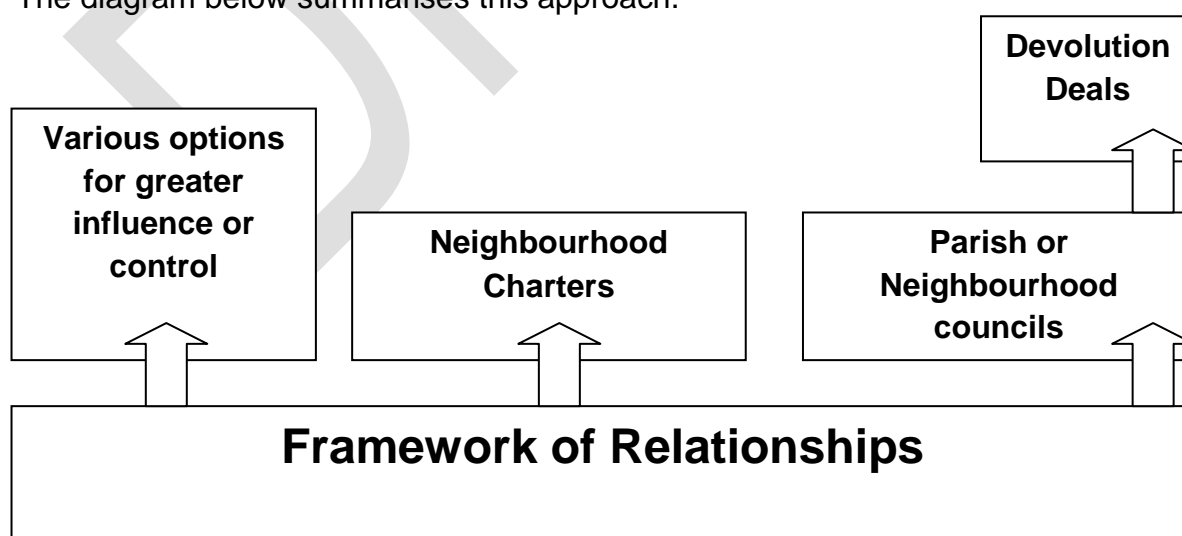 The diagram below summarises this approach:
Devolution
Deals
Various options
for greater
influence or
control
Neighbourhood
Charters
Parish or
Neighbourhood
councils
Framework of Relationships